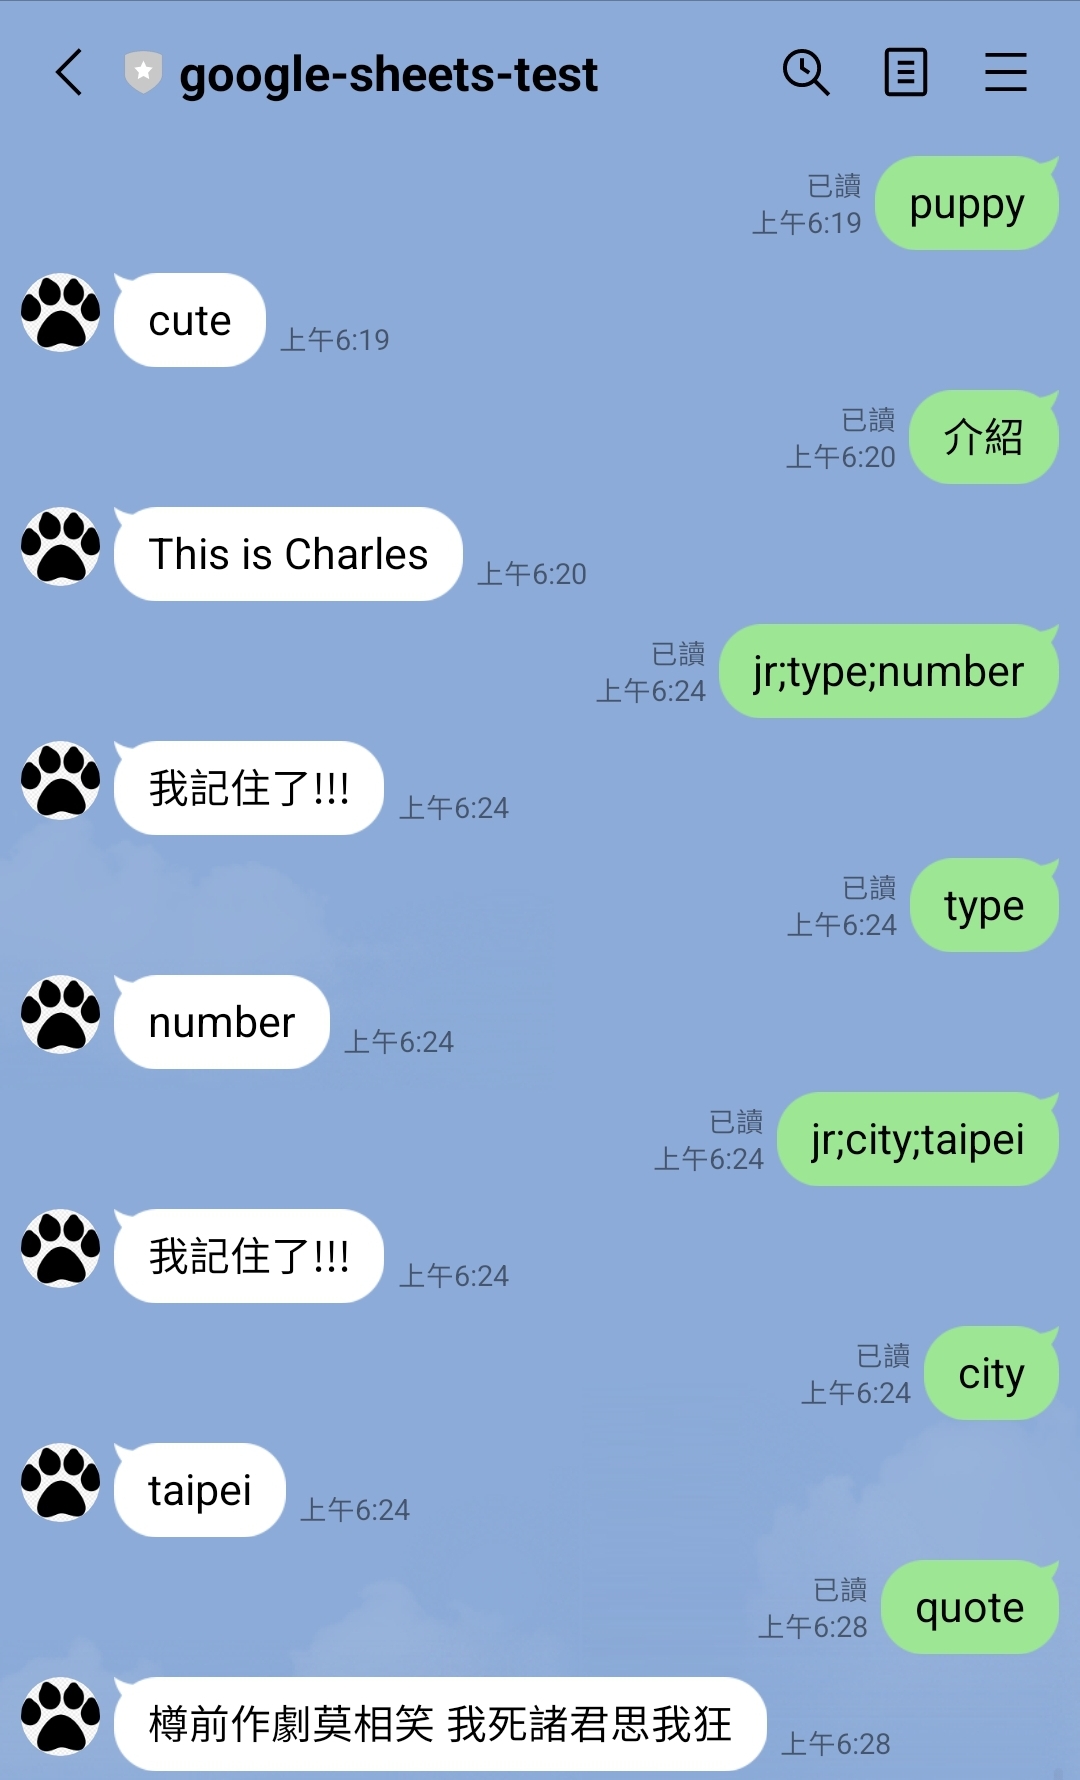 google-sheets-test
已讀
上午6:19
puppy
cute
上午6:19
已讀
上午6:20
介紹
This is Charles
上午6:20
已讀
上午6:24
jr;type;number
我記住了!!!
上午6:24
已讀
上午6:24
type
number
上午6:24
已讀
上午6:24
jr;city;taipei
我記住了!!!
上午6:24
已讀
上午6:24
city
taipei
上午6:24
已讀
上午6:28
quote
樽前作劇莫相笑 我死諸君思我狂
上午6:28